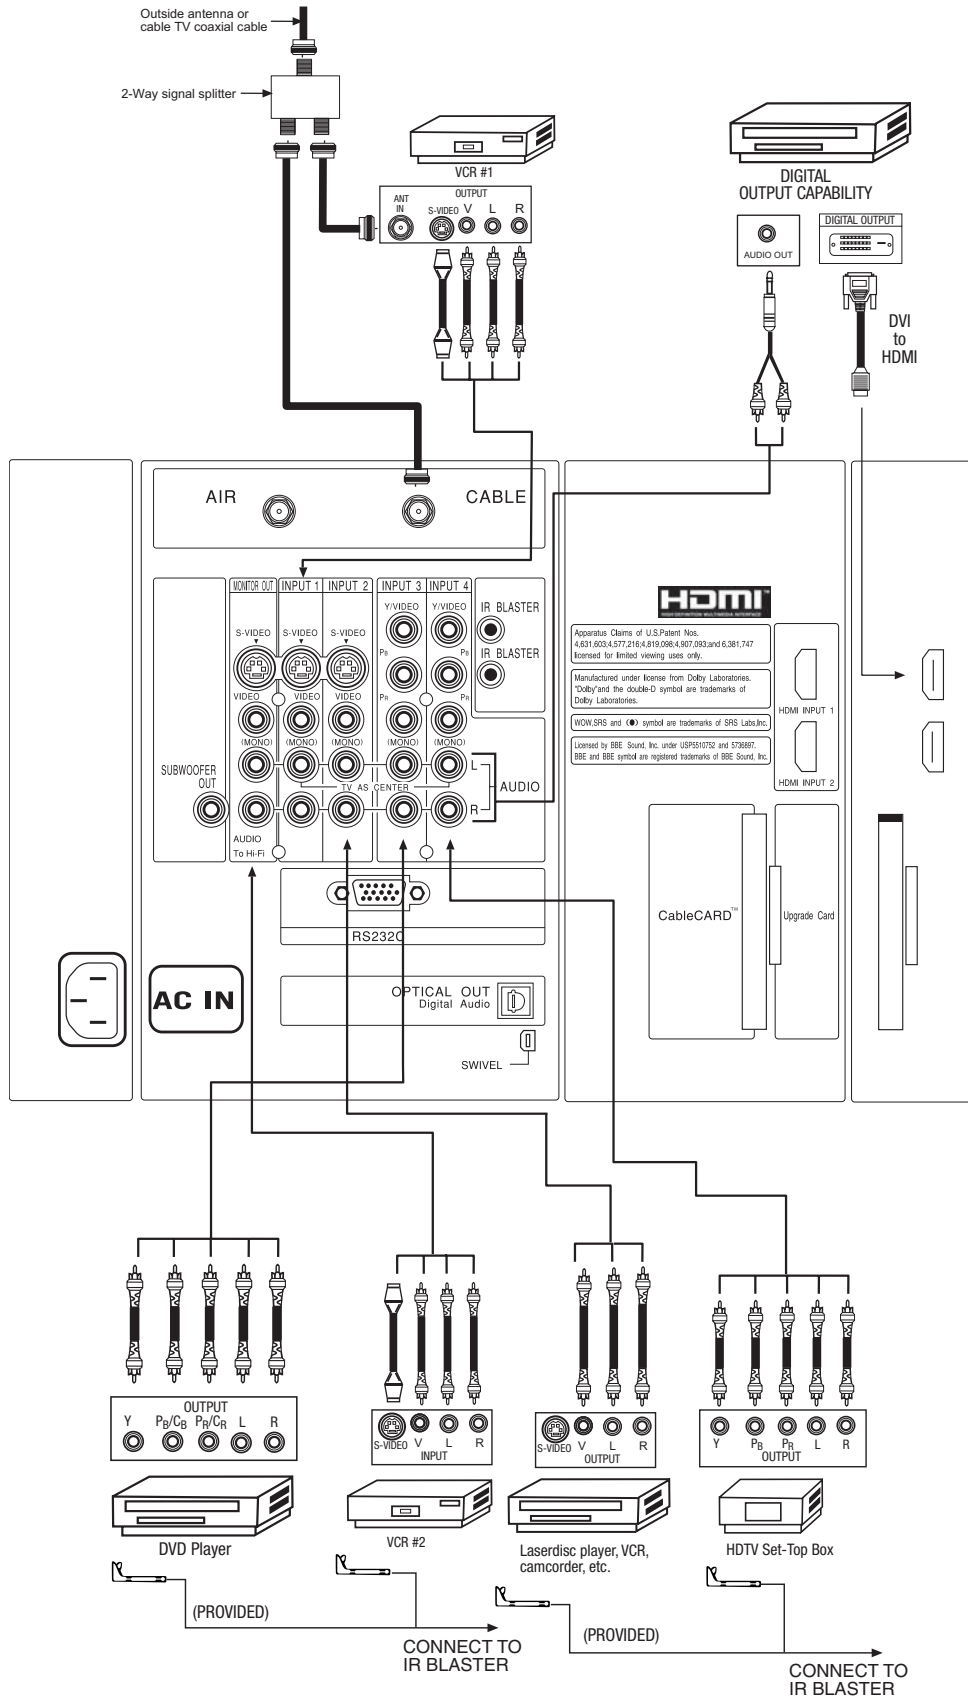 Outside antenna or
cable TV coaxial cable
2-Way signal splitter
VCR #1
OUTPUT
ANT
IN
S-VIDEO V L R
DIGITAL
OUTPUT CAPABILITY
AUDIO OUT
DIGITAL OUTPUT
DVI
to
HDMI
AIR
CABLE
MONITOR OUT INPUT 1 INPUT 2 INPUT 3 INPUT 4
S-VIDEO S-VIDEO S-VIDEO
Y/VIDEO Y/VIDEO
PB PB
PR PR
VIDEO VIDEO VIDEO
(MONO) (MONO) (MONO) (MONO) (MONO)
IR BLASTER
IR BLASTER
SUBWOOFER
OUT
L
TV AS CENTER
AUDIO
R
AUDIO
To Hi-Fi
RS232C
OPTICAL OUT
Digital Audio
SWIVEL
AC IN
HDMI™
HIGH DEFINITION MULTIMEDIA INTERFACE
Apparatus Claims of U.S.Patent Nos.
4,631,603;4,577,216;4,819,098;4,907,093;and 6,381,747
licensed for limited viewing uses only.
Manufactured under license from Dolby Laboratories.
"Dolby"and the double-D symbol are trademarks of
Dolby Laboratories.
WOW,SRS and (●) symbol are trademarks of SRS Labs,Inc.
Licensed by BBE Sound, Inc. under USP5510752 and 5736897.
BBE and BBE symbol are registered trademarks of BBE Sound, Inc.
HDMI INPUT 1
HDMI INPUT 2
CableCARD™
Upgrade Card
OUTPUT
Y PB/CB PR/CR L R
DVD Player
S-VIDEO V L R
INPUT
VCR #2
S-VIDEO V L R
OUTPUT
Laserdisc player, VCR,
camcorder, etc.
Y PB PR L R
OUTPUT
HDTV Set-Top Box
(PROVIDED)
CONNECT TO
IR BLASTER
(PROVIDED)
CONNECT TO
IR BLASTER